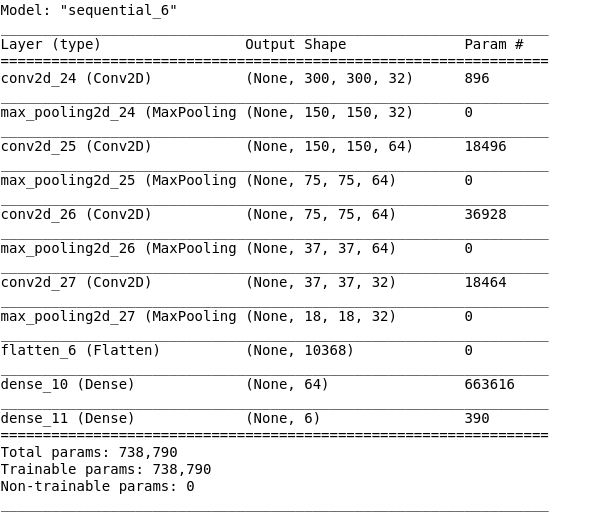 Model: "sequential_6"
_________________________________________________________________
Layer (type)                 Output Shape              Param #
=================================================================
conv2d_24 (Conv2D)           (None, 300, 300, 32)      896
_________________________________________________________________
max_pooling2d_24 (MaxPooling (None, 150, 150, 32)      0
_________________________________________________________________
conv2d_25 (Conv2D)           (None, 150, 150, 64)      18496
_________________________________________________________________
max_pooling2d_25 (MaxPooling (None, 75, 75, 64)        0
_________________________________________________________________
conv2d_26 (Conv2D)           (None, 75, 75, 64)        36928
_________________________________________________________________
max_pooling2d_26 (MaxPooling (None, 37, 37, 64)        0
_________________________________________________________________
conv2d_27 (Conv2D)           (None, 37, 37, 32)        18464
_________________________________________________________________
max_pooling2d_27 (MaxPooling (None, 18, 18, 32)        0
_________________________________________________________________
flatten_6 (Flatten)          (None, 10368)             0
_________________________________________________________________
dense_10 (Dense)             (None, 64)                663616
_________________________________________________________________
dense_11 (Dense)             (None, 6)                 390
=================================================================
Total params: 738,790
Trainable params: 738,790
Non-trainable params: 0
_________________________________________________________________